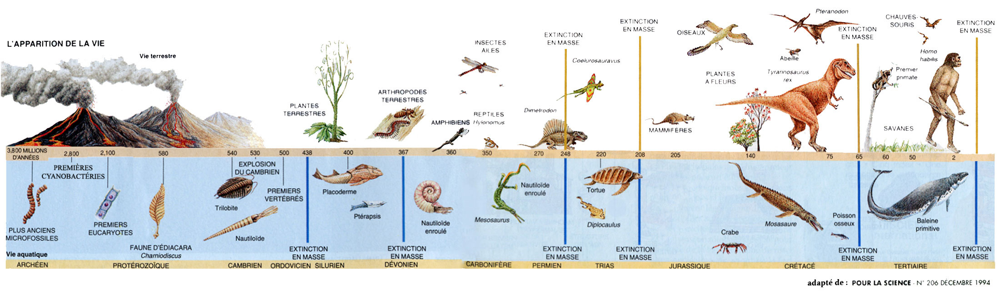 L'APPARITION DE LA VIE
Vie terrestre
PLANTES
TERRESTRES
ARTHROPODES
TERRESTRES
AMPHIBIENS
INSECTES
AILES
REPTILES
Hylonomus
Dimetrodon
EXTINCTION
EN MASSE
Coelurosauravus
EXTINCTION
EN MASSE
MAMMIFÈRES
OISEAUX
PLANTES
A FLEURS
Pteranodon
Abeille
Tyrannosaurus
rex
EXTINCTION
EN MASSE
CHAUVES-
SOURIS
Homo
habilis
Premier
primate
SAVANES
EXTINCTION
EN MASSE
3,800 MILLIONS
D'ANNÉES
2,800
2,100
580
540
530
500
438
400
367
360
350
270
248
220
208
205
140
75
65
60
50
2
PREMIÈRES
CYANOBACTÉRIES
PLUS ANCIENS
MICROFOSSILES
PREMIERS
EUCARYOTES
FAUNE D'ÉDIACARA
Charniodiscus
EXPLOSION
DU CAMBRIEN
Trilobite
PREMIERS
VERTÉBRÉS
Nautiloïde
EXTINCTION
EN MASSE
Placoderme
Ptérapsis
EXTINCTION
EN MASSE
Nautiloïde
enroulé
Mesosaurus
Nautiloïde
enroulé
EXTINCTION
EN MASSE
Tortue
Diplocaulus
EXTINCTION
EN MASSE
Crabe
Mosasaure
Poisson
osseux
EXTINCTION
EN MASSE
Baleine
primitive
EXTINCTION
EN MASSE
Vie aquatique
ARCHÉEN
PROTÉROZOÏQUE
CAMBRIEN
ORDOVICIEN
SILURIEN
DÉVONIEN
CARBONIFÈRE
PERMIEN
TRIAS
JURASSIQUE
CRÉTACÉ
TERTIAIRE
adapté de : POUR LA SCIENCE - N° 206 DÉCEMBRE 1994